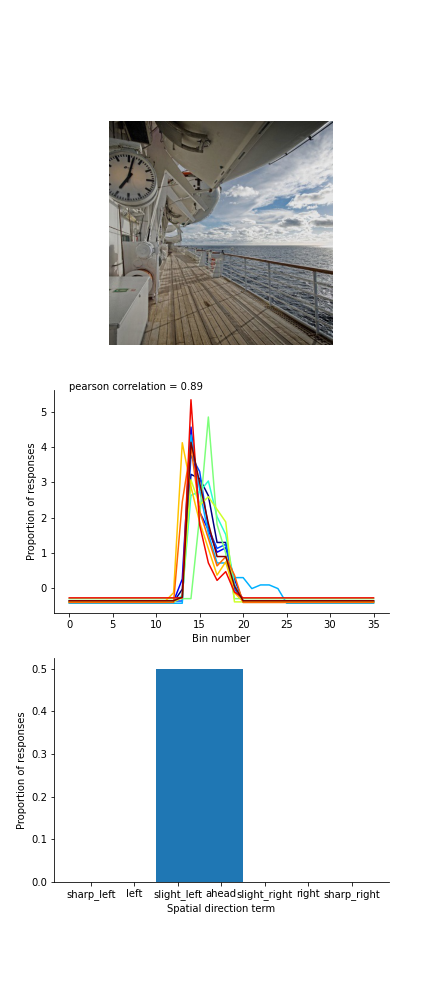 pearson correlation = 0.89
Proportion of responses
5
4
3
2
1
0
0 5 10 15 20 25 30 35
Bin number
Proportion of responses
0.5
0.4
0.3
0.2
0.1
0.0
sharp_left left slight_left ahead slight_right right sharp_right
Spatial direction term